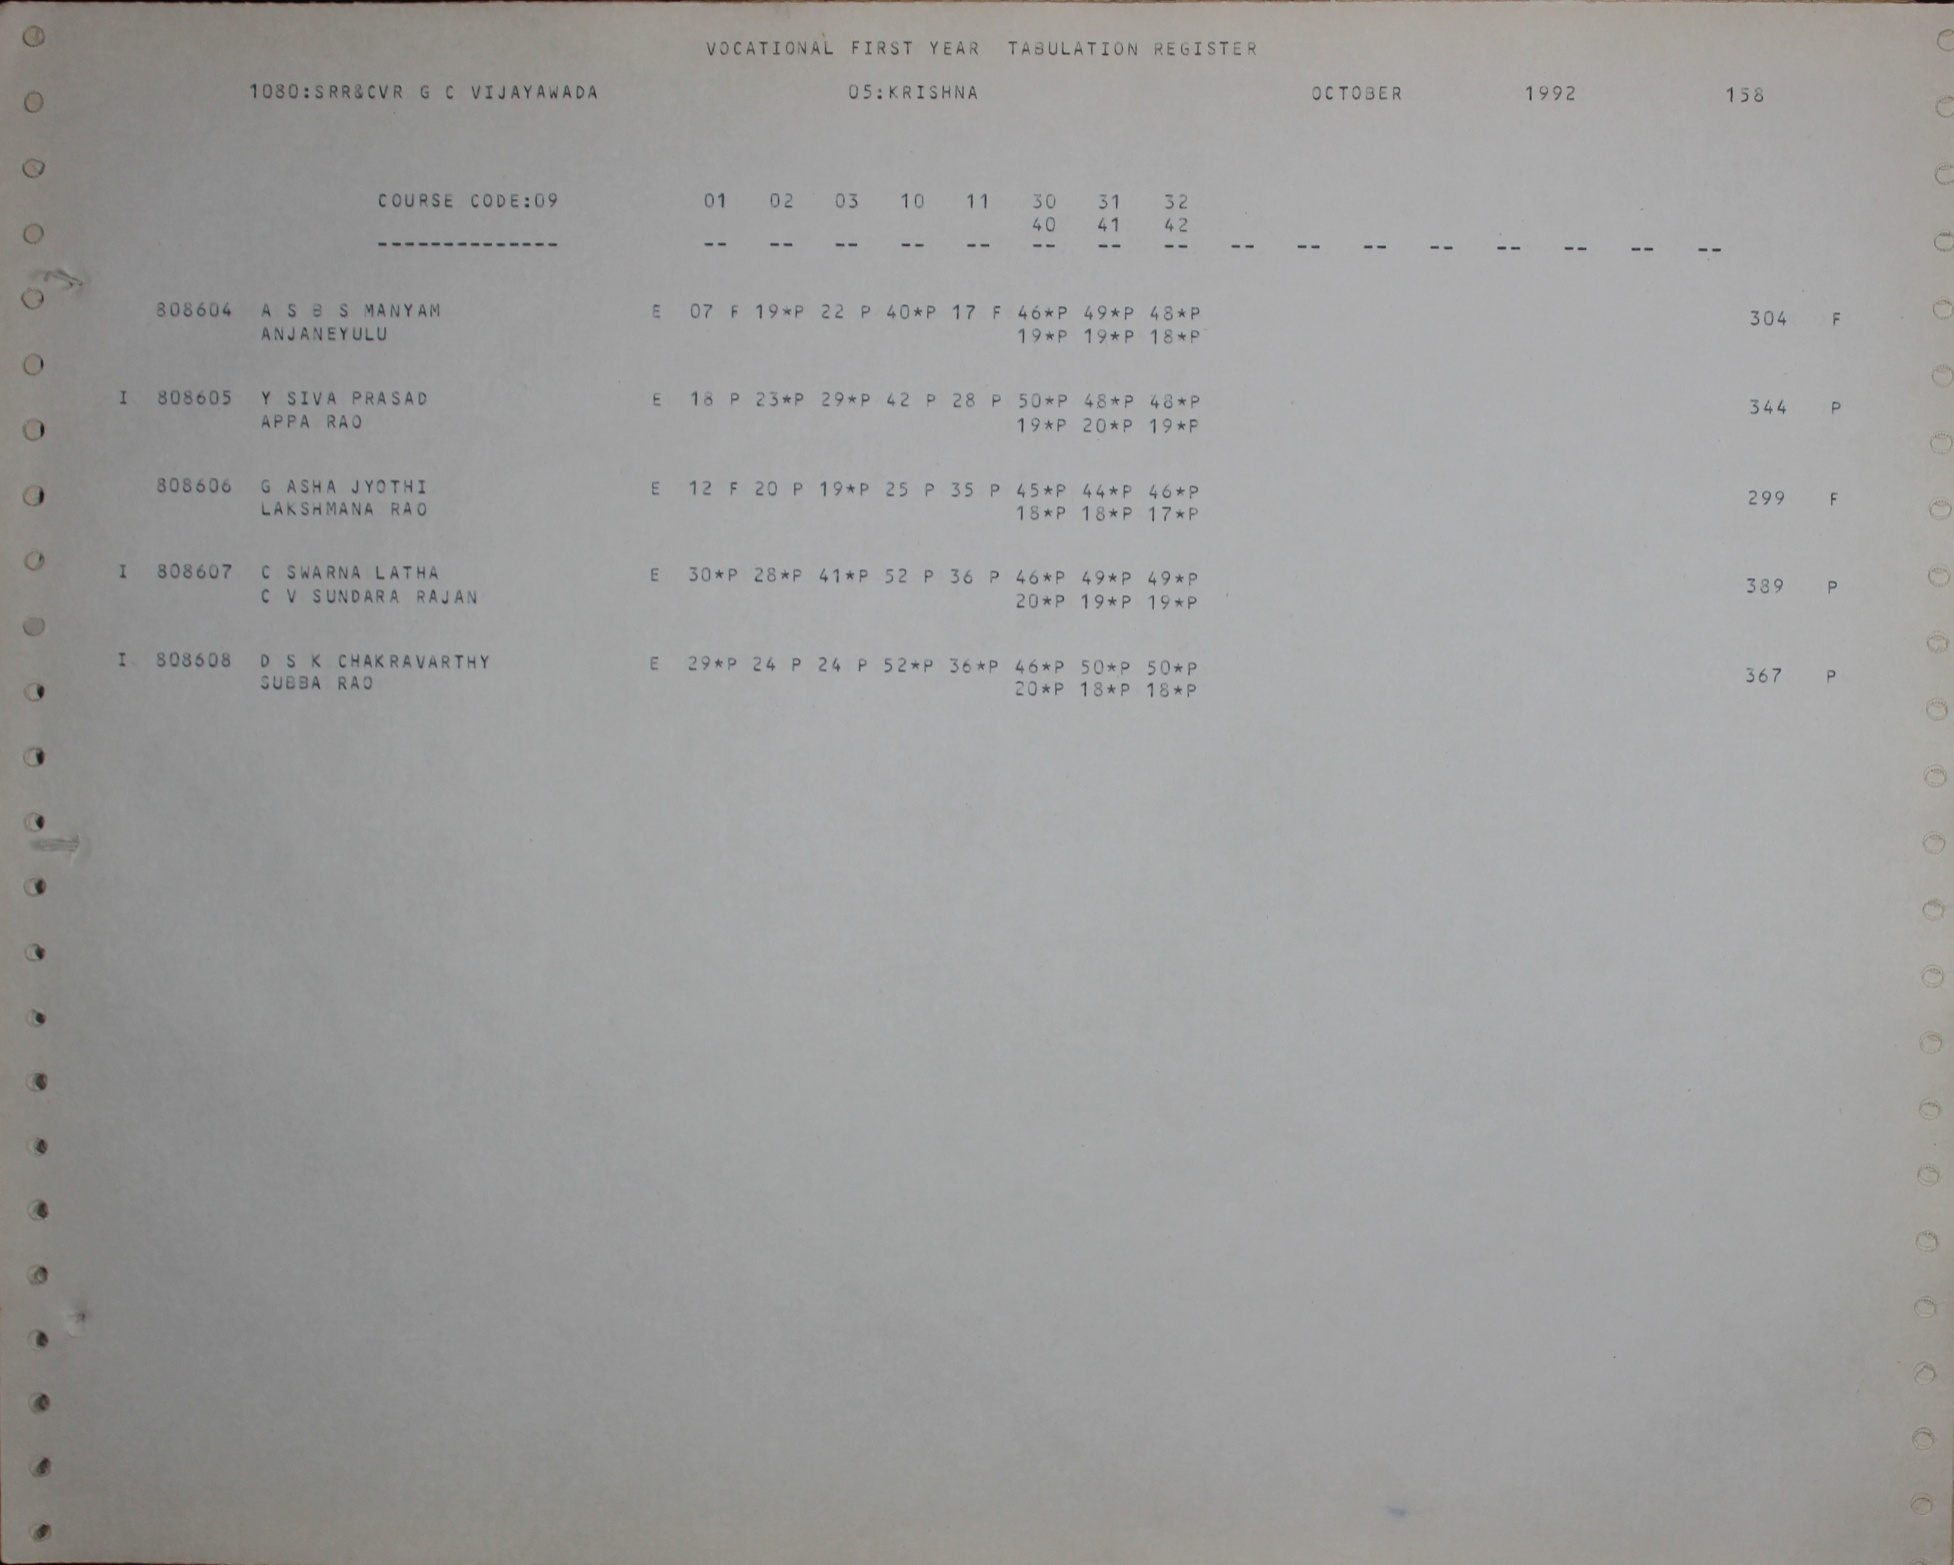 VOCATIONAL FIRST YEAR TABULATION REGISTER
1080:SRR&CVR G C VIJAYAWADA 05:KRISHNA OCTOBER 1992 158
COURSE CODE:09 01 02 03 10 11 30 31 32
40 41 42
-------------- -- -- -- -- -- -- -- -- -- -- -- -- -- -- -- --
808604 A S B S MANYAM E 07 F 19*P 22 P 40*P 17 F 46*P 49*P 48*P 304 F
ANJANEYULU 19*P 19*P 18*P
I 808605 Y SIVA PRASAD E 18 P 23*P 29*P 42 P 28 P 50*P 48*P 48*P 344 P
APPA RAO 19*P 20*P 19*P
808606 G ASHA JYOTHI E 12 F 20 P 19*P 25 P 35 P 45*P 44*P 46*P 299 F
LAKSHMANA RAO 18*P 18*P 17*P
I 808607 C SWARNA LATHA E 30*P 28*P 41*P 52 P 36 P 46*P 49*P 49*P 389 P
C V SUNDARA RAJAN 20*P 19*P 19*P
I 808608 D S K CHAKRAVARTHY E 29*P 24 P 24 P 52*P 36*P 46*P 50*P 50*P 367 P
SUBBA RAO 20*P 18*P 18*P